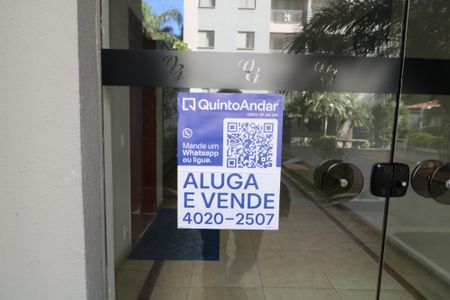 QuintoAndar
Mande um
Whatsapp
ou ligue.
ALUGA
E VENDE
4020-2507